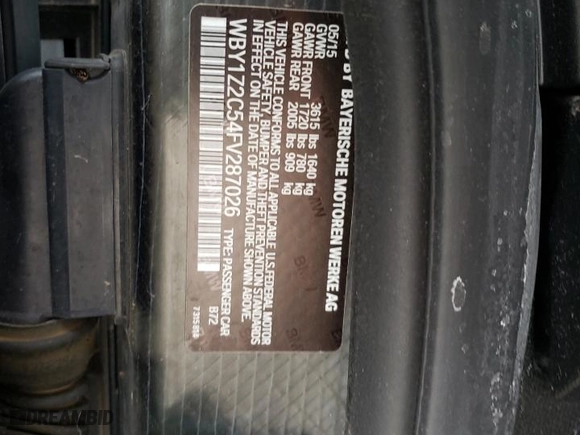 D BY BAYERISCHE MOTOREN WERKE AG
05/15
GVWR 3615 lbs 1640 kg
GAWR FRONT 1720 lbs 780 kg
GAWR REAR 2005 lbs 909 kg
THIS VEHICLE CONFORMS TO ALL APPLICABLE U.S.FEDERAL MOTOR
VEHICLE SAFETY, BUMPER AND THEFT PREVENTION STANDARDS
IN EFFECT ON THE DATE OF MANUFACTURE SHOWN ABOVE.
WBY1Z2C54FV287026 TYPE: PASSENGER CAR
B72
DREAMBID